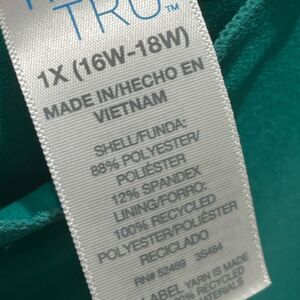 TRU™
1X (16W-18W)
MADE IN/HECHO EN
VIETNAM
SHELL/FUNDA:
88% POLYESTER/
POLIÉSTER
12% SPANDEX
LINING/FORRO:
100% RECYCLED
POLYESTER/POLIÉSTER
RECICLADO
RN# 52469 35484
LABEL YARN IS MADE
RECYCLED
MATERIALS